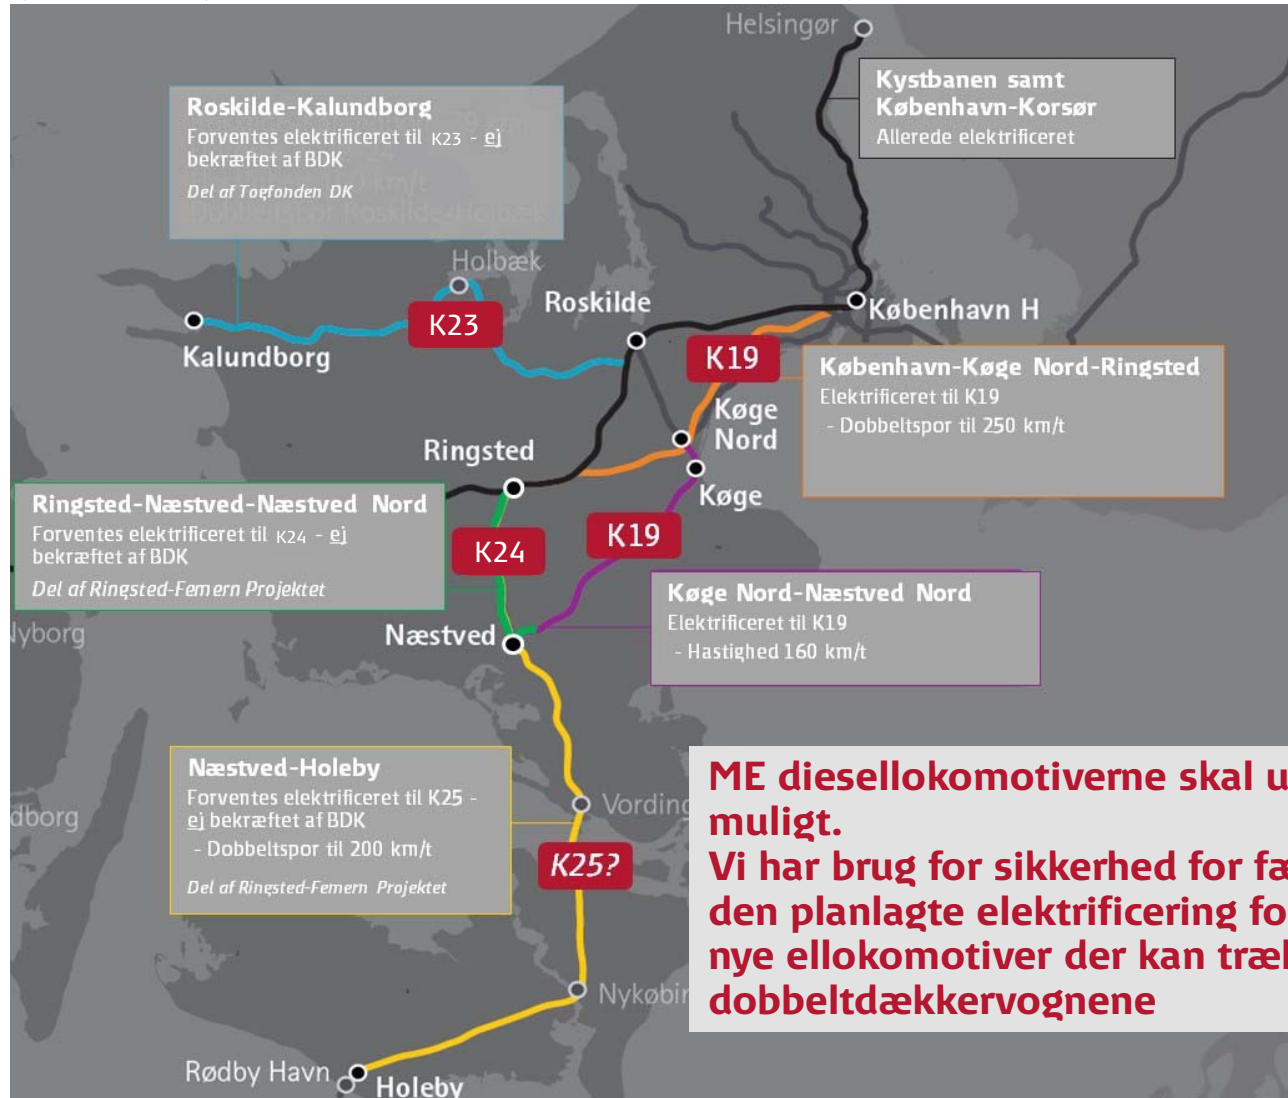 Helsingør
Kystbanen samt
København-Korsør
Allerede elektrificeret
Roskilde-Kalundborg
Forventes elektrificeret til K23 - ej
bekræftet af BDK
Del af Togfonden DK
Holbæk
K23
Roskilde
København H
Kalundborg
K19
København-Køge Nord-Ringsted
Elektrificeret til K19
- Dobbeltspor til 250 km/t
Køge
Nord
Ringsted
Køge
Ringsted-Næstved-Næstved Nord
Forventes elektrificeret til K24 - ej
bekræftet af BDK
Del af Ringsted-Femern Projektet
K24
K19
Køge Nord-Næstved Nord
Elektrificeret til K19
- Hastighed 160 km/t
Nyborg
Næstved
Næstved-Holeby
Forventes elektrificeret til K25 -
ej bekræftet af BDK
- Dobbeltspor til 200 km/t
Del af Ringsted-Femern Projektet
dborg
Vording
K25?
ME diesellokomotiverne skal u
muligt.
Vi har brug for sikkerhed for fæ
den planlagte elektrificering fo
nye ellokomotiver der kan træk
dobbeltdækkervognene
Nykøbin
Rødby Havn
Holeby